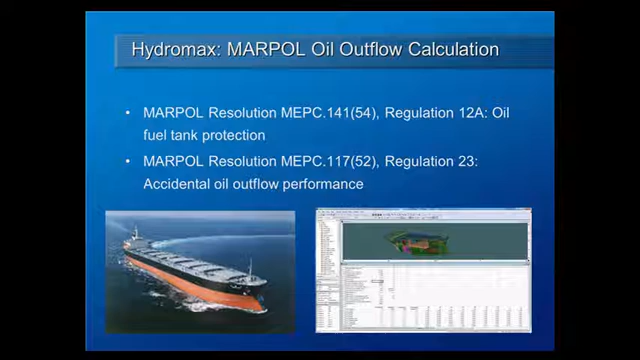 Hydromax: MARPOL Oil Outflow Calculation
• MARPOL Resolution MEPC.141(54), Regulation 12A: Oil
fuel tank protection
• MARPOL Resolution MEPC.117(52), Regulation 23:
Accidental oil outflow performance